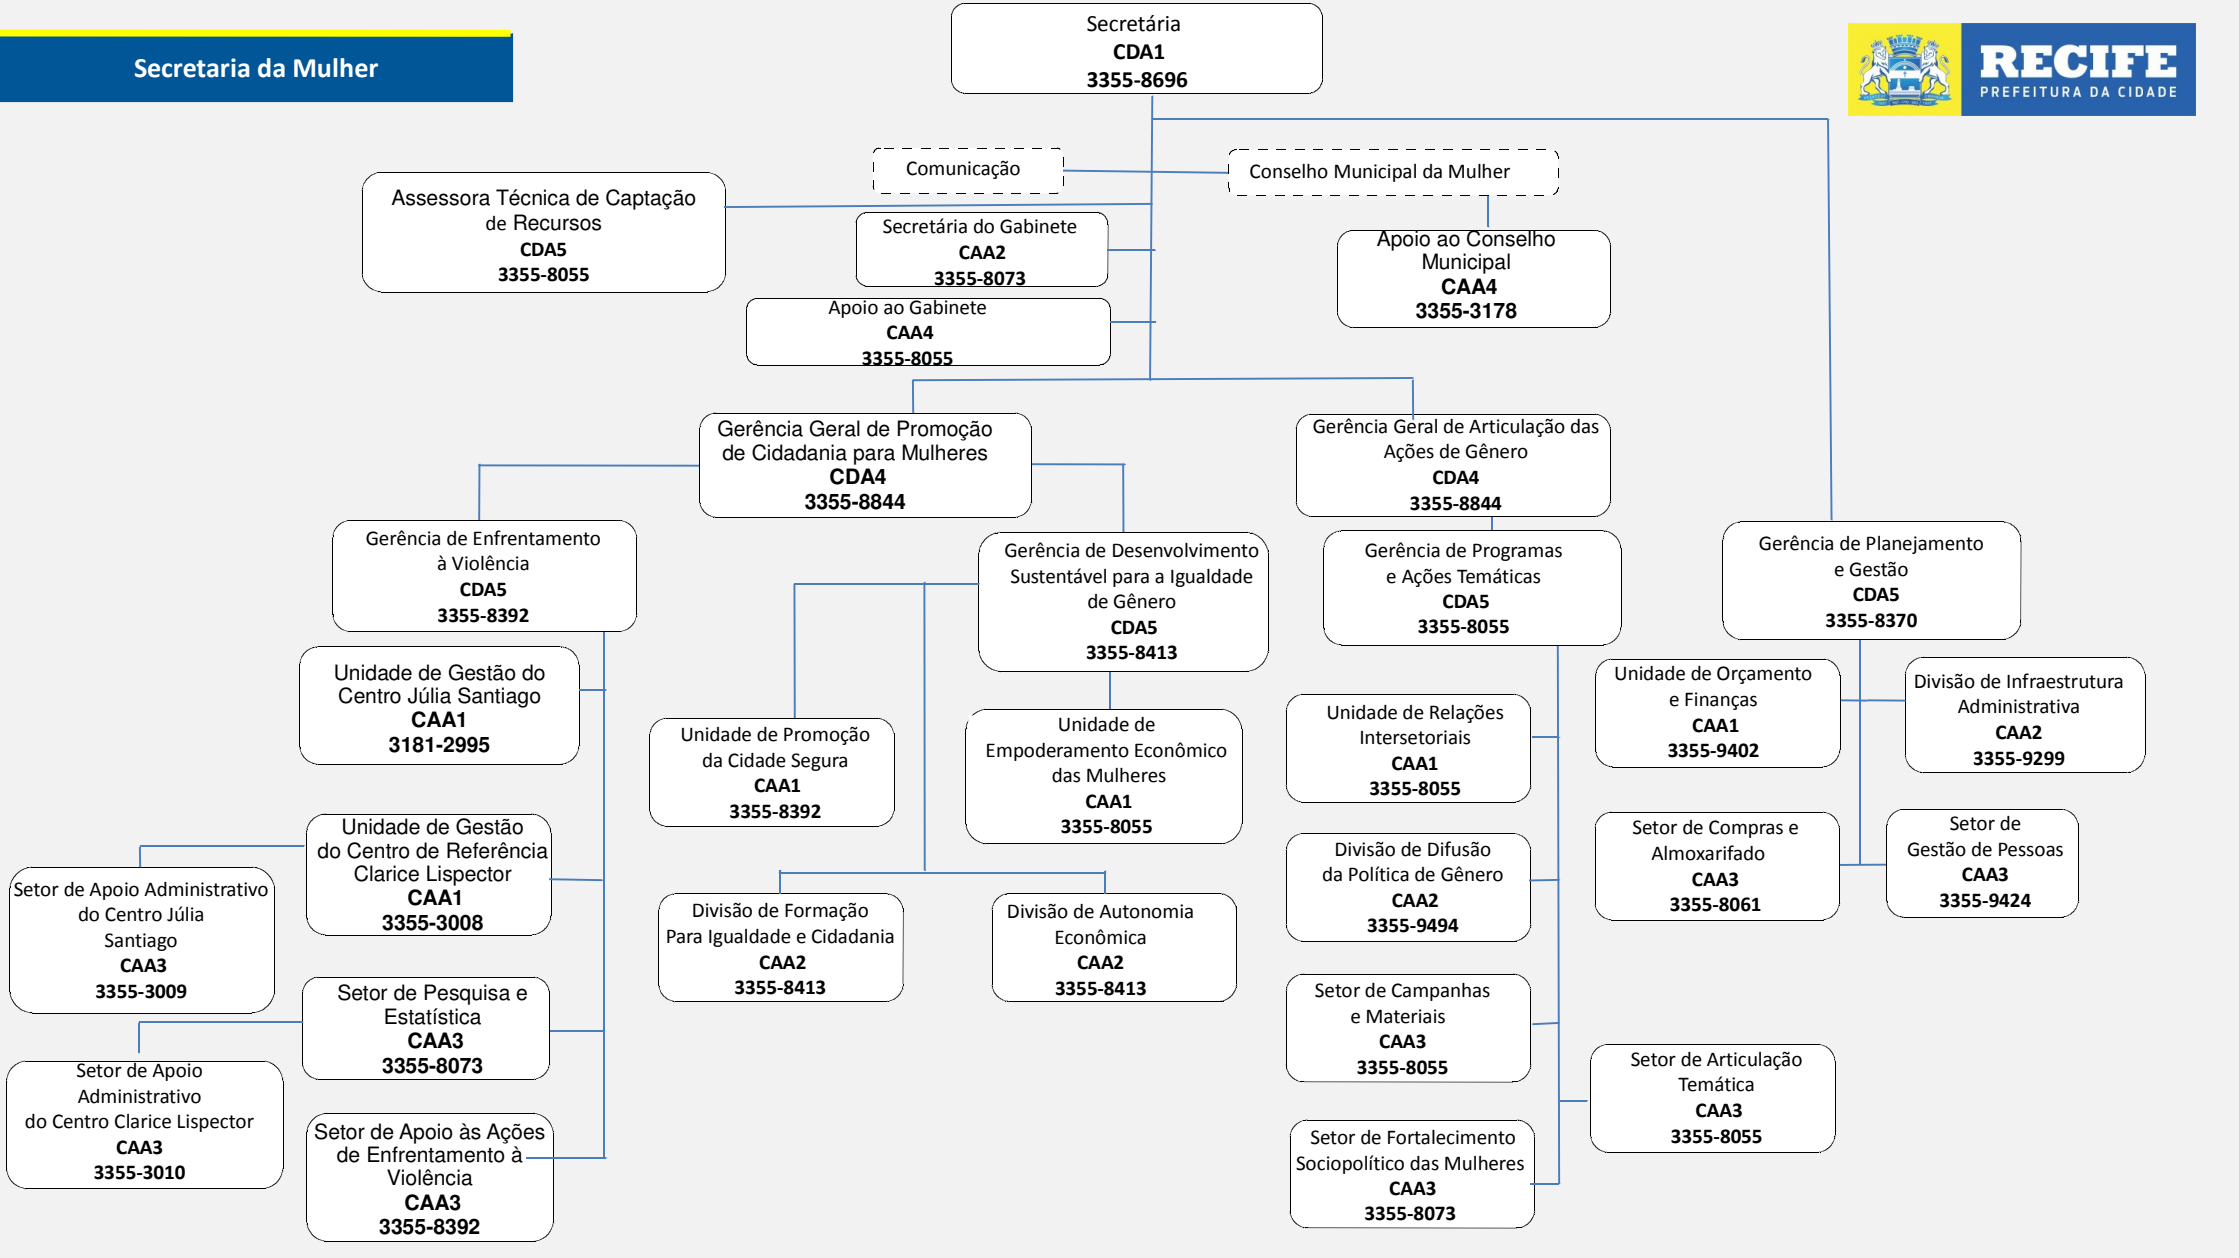 Secretaria da Mulher
Secretária
CDA1
3355-8696
RECIFE
PREFEITURA DA CIDADE
Comunicação
Conselho Municipal da Mulher
Assessora Técnica de Captação
de Recursos
CDA5
3355-8055
Secretária do Gabinete
CAA2
3355-8073
Apoio ao Conselho
Municipal
CAA4
3355-3178
Apoio ao Gabinete
CAA4
3355-8055
Gerência Geral de Promoção
de Cidadania para Mulheres
CDA4
3355-8844
Gerência Geral de Articulação das
Ações de Gênero
CDA4
3355-8844
Gerência de Enfrentamento
à Violência
CDA5
3355-8392
Gerência de Desenvolvimento
Sustentável para a Igualdade
de Gênero
CDA5
3355-8413
Gerência de Programas
e Ações Temáticas
CDA5
3355-8055
Gerência de Planejamento
e Gestão
CDA5
3355-8370
Unidade de Gestão do
Centro Júlia Santiago
CAA1
3181-2995
Unidade de Promoção
da Cidade Segura
CAA1
3355-8392
Unidade de
Empoderamento Econômico
das Mulheres
CAA1
3355-8055
Unidade de Relações
Intersetoriais
CAA1
3355-8055
Unidade de Orçamento
e Finanças
CAA1
3355-9402
Divisão de Infraestrutura
Administrativa
CAA2
3355-9299
Unidade de Gestão
do Centro de Referência
Clarice Lispector
CAA1
3355-3008
Setor de Apoio Administrativo
do Centro Júlia
Santiago
CAA3
3355-3009
Divisão de Formação
Para Igualdade e Cidadania
CAA2
3355-8413
Divisão de Autonomia
Econômica
CAA2
3355-8413
Divisão de Difusão
da Política de Gênero
CAA2
3355-9494
Setor de Compras e
Almoxarifado
CAA3
3355-8061
Setor de
Gestão de Pessoas
CAA3
3355-9424
Setor de Pesquisa e
Estatística
CAA3
3355-8073
Setor de Apoio
Administrativo
do Centro Clarice Lispector
CAA3
3355-3010
Setor de Campanhas
e Materiais
CAA3
3355-8055
Setor de Articulação
Temática
CAA3
3355-8055
Setor de Apoio às Ações
de Enfrentamento à
Violência
CAA3
3355-8392
Setor de Fortalecimento
Sociopolítico das Mulheres
CAA3
3355-8073